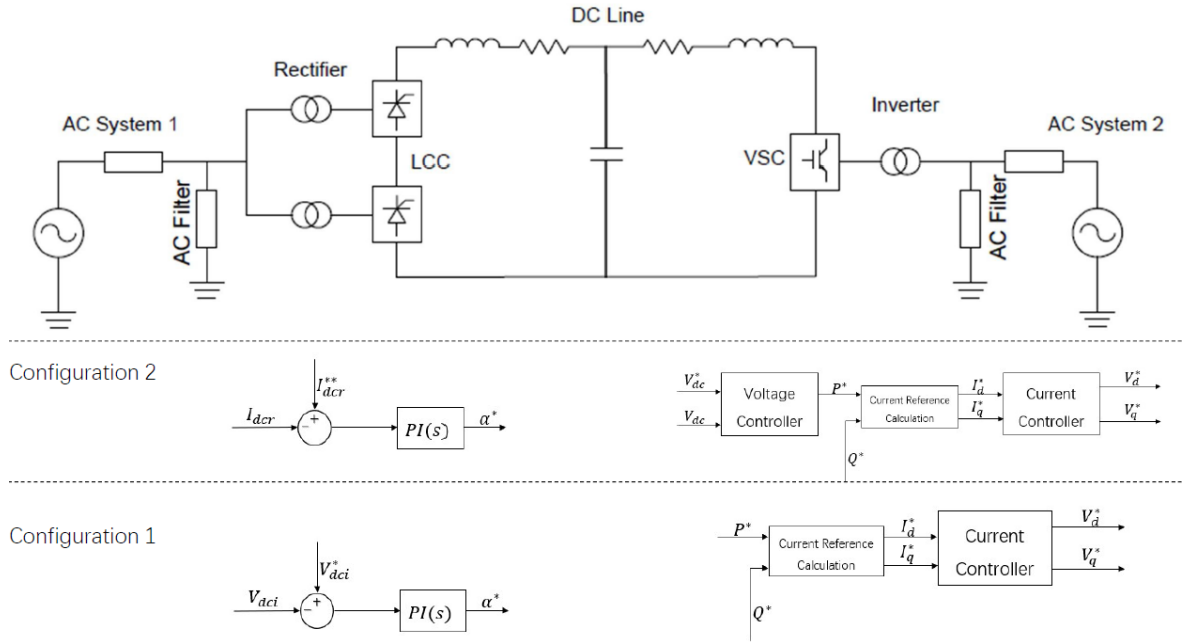 DC Line
Rectifier
Inverter
AC System 1
AC System 2
LCC
VSC
AC Filter
AC Filter
Configuration 2
I**dcr
Idcr
+
−
PI(s)
α*
V*dc
Vdc
Voltage
Controller
P*
Q*
Current Reference
Calculation
I*d
I*q
Current
Controller
V*d
V*q
Configuration 1
V*dci
Vdci
+
−
PI(s)
α*
P*
Q*
Current Reference
Calculation
I*d
I*q
Current
Controller
V*d
V*q